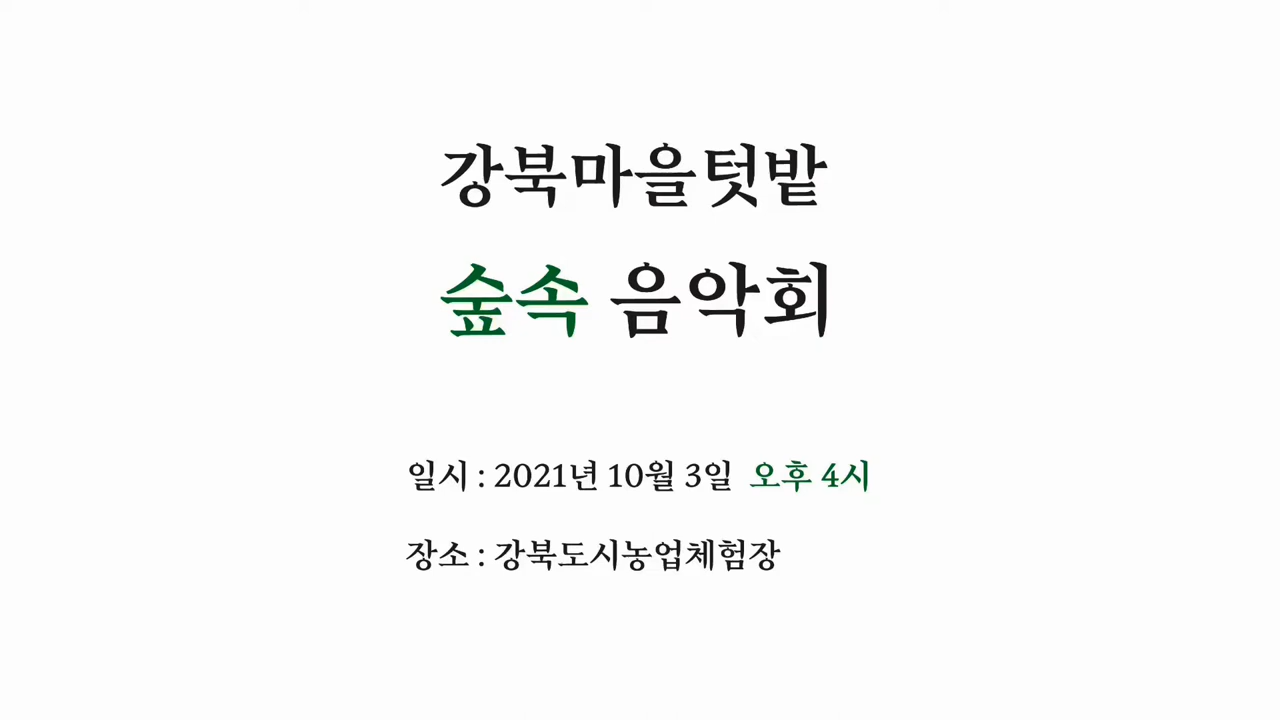 강북마을텃밭
숲속 음악회
일시 : 2021년 10월 3일 오후 4시
장소 : 강북도시농업체험장